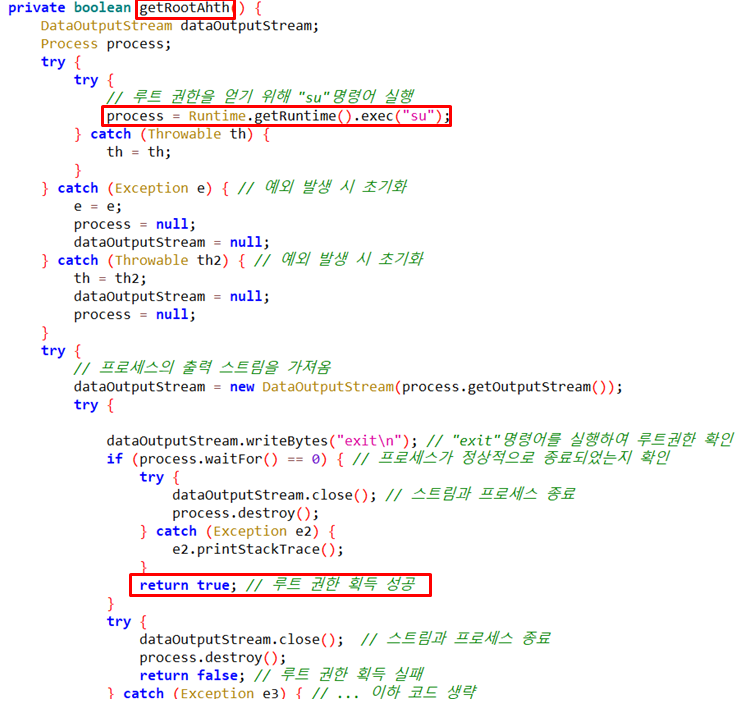 private boolean getRootAhth() {
DataOutputStream dataOutputStream;
Process process;
try {
try {
// 루트 권한을 얻기 위해 "su"명령어 실행
process = Runtime.getRuntime().exec("su");
} catch (Throwable th) {
th = th;
}
} catch (Exception e) { // 예외 발생 시 초기화
e = e;
process = null;
dataOutputStream = null;
} catch (Throwable th2) { // 예외 발생 시 초기화
th = th2;
dataOutputStream = null;
process = null;
}
try {
// 프로세스의 출력 스트림을 가져옴
dataOutputStream = new DataOutputStream(process.getOutputStream());
try {
dataOutputStream.writeBytes("exit\n"); // "exit"명령어를 실행하여 루트권한 확인
if (process.waitFor() == 0) { // 프로세스가 정상적으로 종료되었는지 확인
try {
dataOutputStream.close(); // 스트림과 프로세스 종료
process.destroy();
} catch (Exception e2) {
e2.printStackTrace();
}
return true; // 루트 권한 획득 성공
}
try {
dataOutputStream.close(); // 스트림과 프로세스 종료
process.destroy();
return false; // 루트 권한 획득 실패
} catch (Exception e3) { // ... 이하 코드 생략